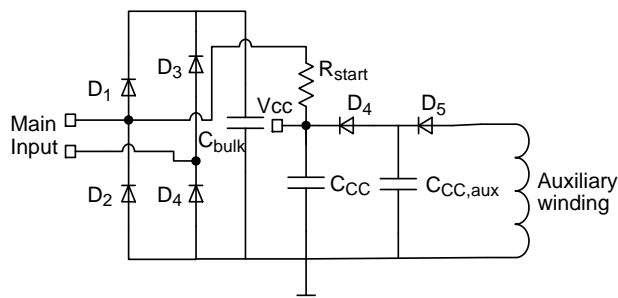 D3
Rstart
D1
Vcc
D4
D5
Main
Input
Cbulk
D2
D4
CCC
CCC,aux
Auxiliary
winding